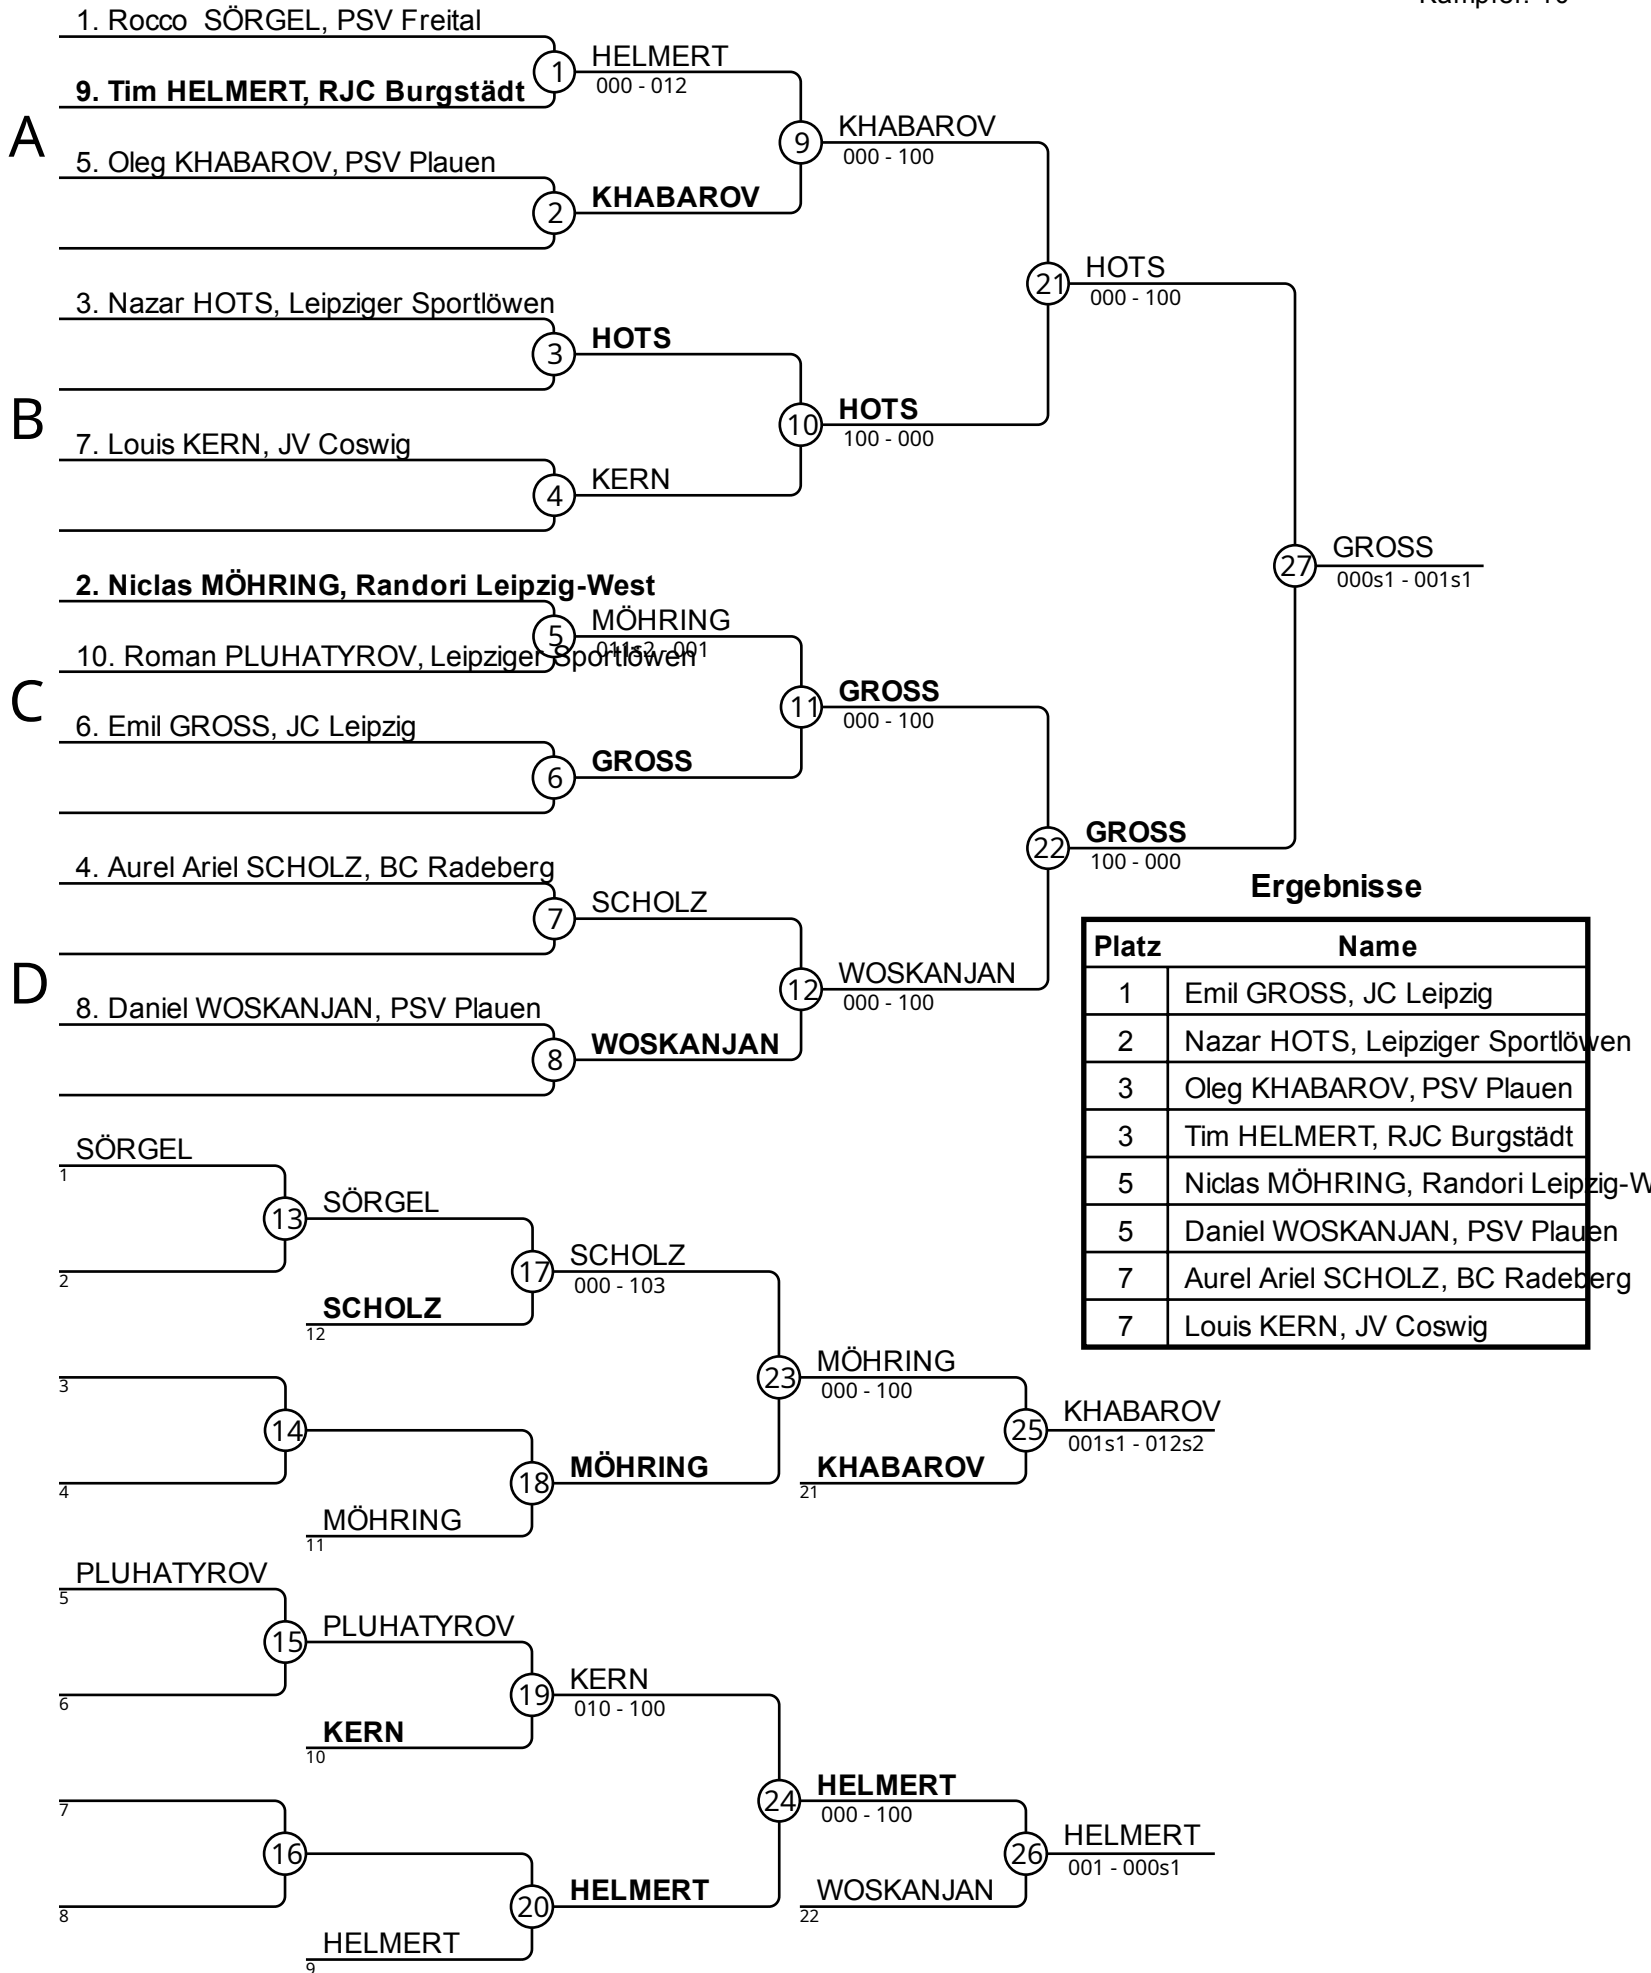 1. Rocco  SÖRGEL, PSV Freital
9. Tim HELMERT, RJC Burgstädt
1
HELMERT
000 - 012
A
5. Oleg KHABAROV, PSV Plauen
2
KHABAROV
9
KHABAROV
000 - 100
3. Nazar HOTS, Leipziger Sportlöwen
3
HOTS
B
7. Louis KERN, JV Coswig
4
KERN
10
HOTS
100 - 000
21
HOTS
000 - 100
2. Niclas MÖHRING, Randori Leipzig-West
10. Roman PLUHATYROV, Leipziger Sportlöwen
5
MÖHRING
011s2 - 001
C
6. Emil GROSS, JC Leipzig
6
GROSS
11
GROSS
000 - 100
4. Aurel Ariel SCHOLZ, BC Radeberg
7
SCHOLZ
D
8. Daniel WOSKANJAN, PSV Plauen
8
WOSKANJAN
12
WOSKANJAN
000 - 100
22
GROSS
100 - 000
27
GROSS
000s1 - 001s1
Ergebnisse
Platz Name
1 Emil GROSS, JC Leipzig
2 Nazar HOTS, Leipziger Sportlöwen
3 Oleg KHABAROV, PSV Plauen
3 Tim HELMERT, RJC Burgstädt
5 Niclas MÖHRING, Randori Leipzig-W
5 Daniel WOSKANJAN, PSV Plauen
7 Aurel Ariel SCHOLZ, BC Radeberg
7 Louis KERN, JV Coswig
SÖRGEL
1
2
13
SÖRGEL
SCHOLZ
12
17
SCHOLZ
000 - 103
3
4
14
MÖHRING
11
18
MÖHRING
23
MÖHRING
000 - 100
KHABAROV
21
25
KHABAROV
001s1 - 012s2
PLUHATYROV
5
6
15
PLUHATYROV
KERN
10
19
KERN
010 - 100
7
8
16
HELMERT
9
20
HELMERT
24
HELMERT
000 - 100
WOSKANJAN
22
26
HELMERT
001 - 000s1